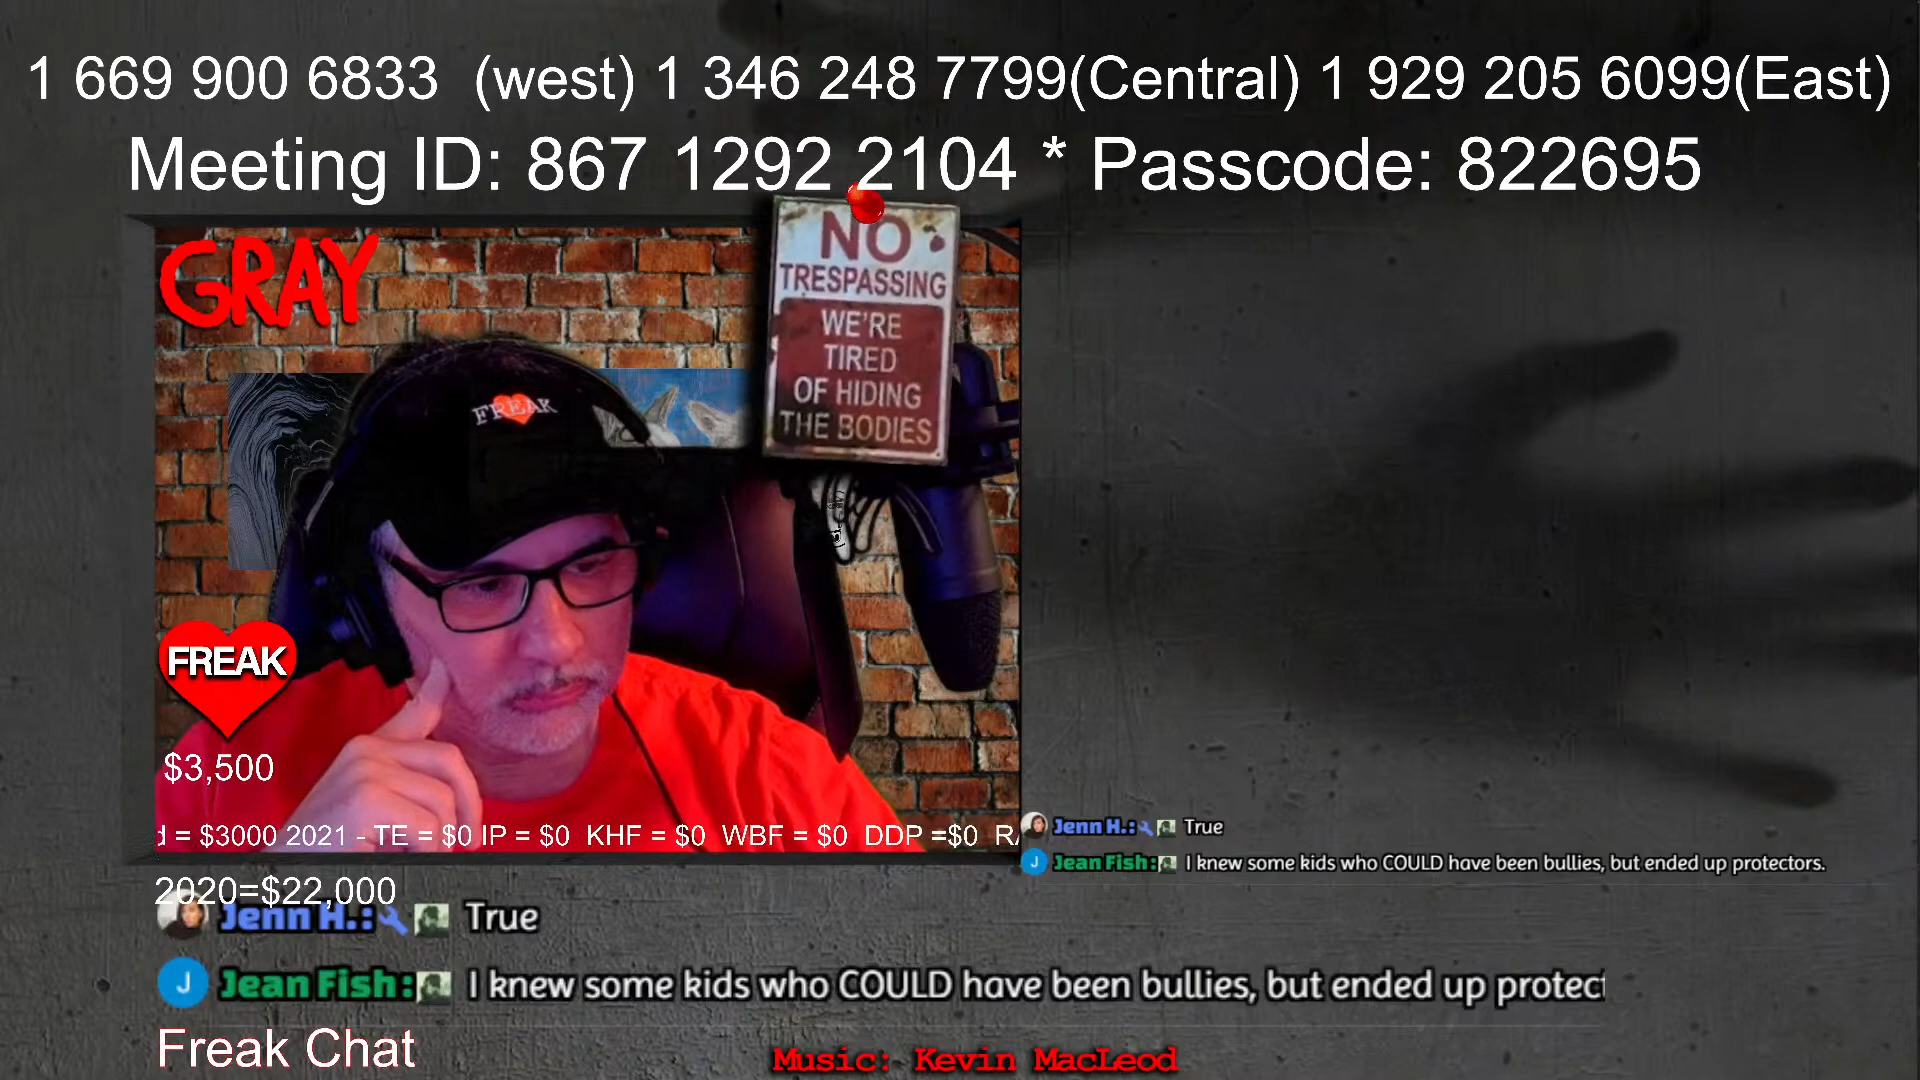 1 669 900 6833 (west) 1 346 248 7799(Central) 1 929 205 6099(East)
Meeting ID: 867 1292 2104 * Passcode: 822695
GRAY
NO
TRESPASSING
WE'RE
TIRED
OF HIDING
THE BODIES
FREAK
FREAK
$3,500
d = $3000 2021 - TE = $0 IP = $0 KHF = $0 WBF = $0 DDP =$0 RA
Jenn H.: True
J Jean Fish: I knew some kids who COULD have been bullies, but ended up protectors.
2020=$22,000
Jenn H.: True
J Jean Fish: I knew some kids who COULD have been bullies, but ended up protect
Freak Chat
Music: Kevin MacLeod